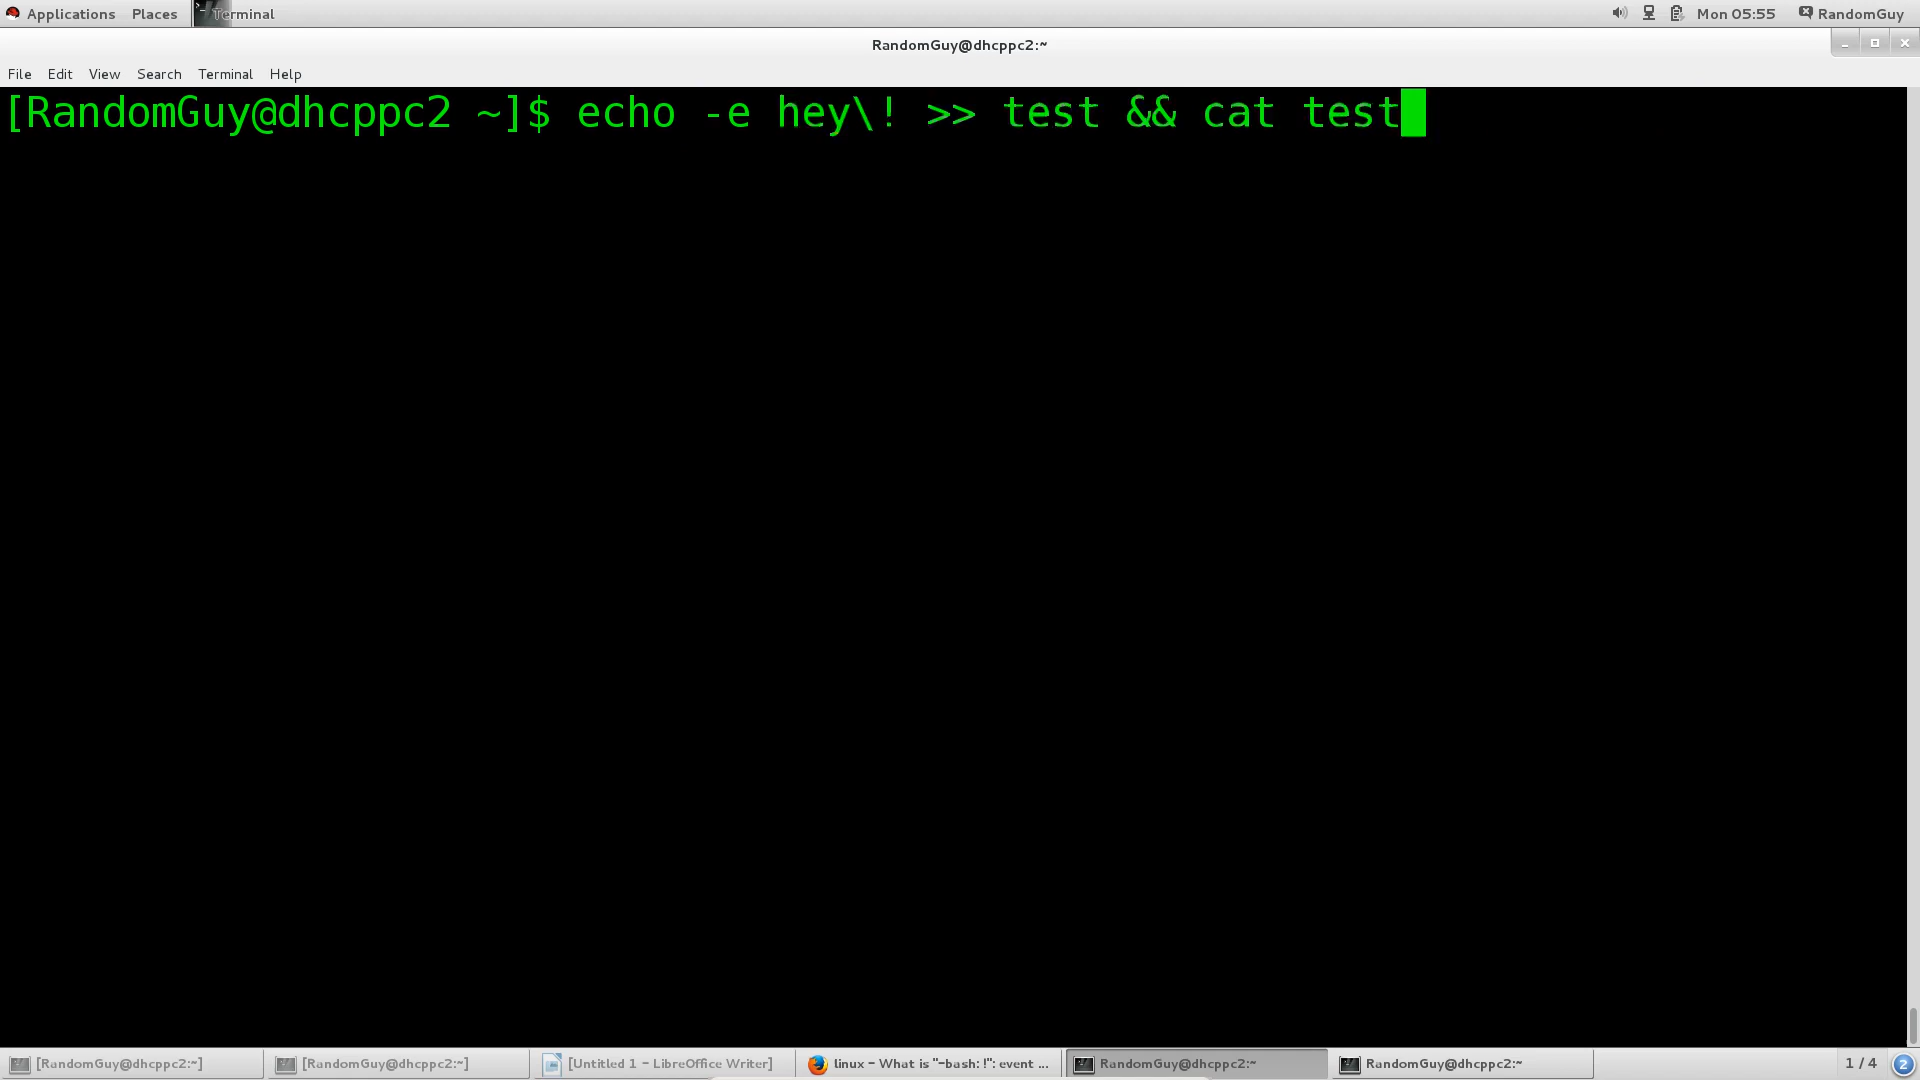 Applications Places Terminal Mon 05:55 RandomGuy
RandomGuy@dhcppc2:~
File Edit View Search Terminal Help
[RandomGuy@dhcppc2 ~]$ echo -e hey\! >> test && cat test
[RandomGuy@dhcppc2:~] [RandomGuy@dhcppc2:~] [Untitled 1 - LibreOffice Writer] linux - What is "-bash: !": event ... RandomGuy@dhcppc2:~ RandomGuy@dhcppc2:~ 1 / 4 2